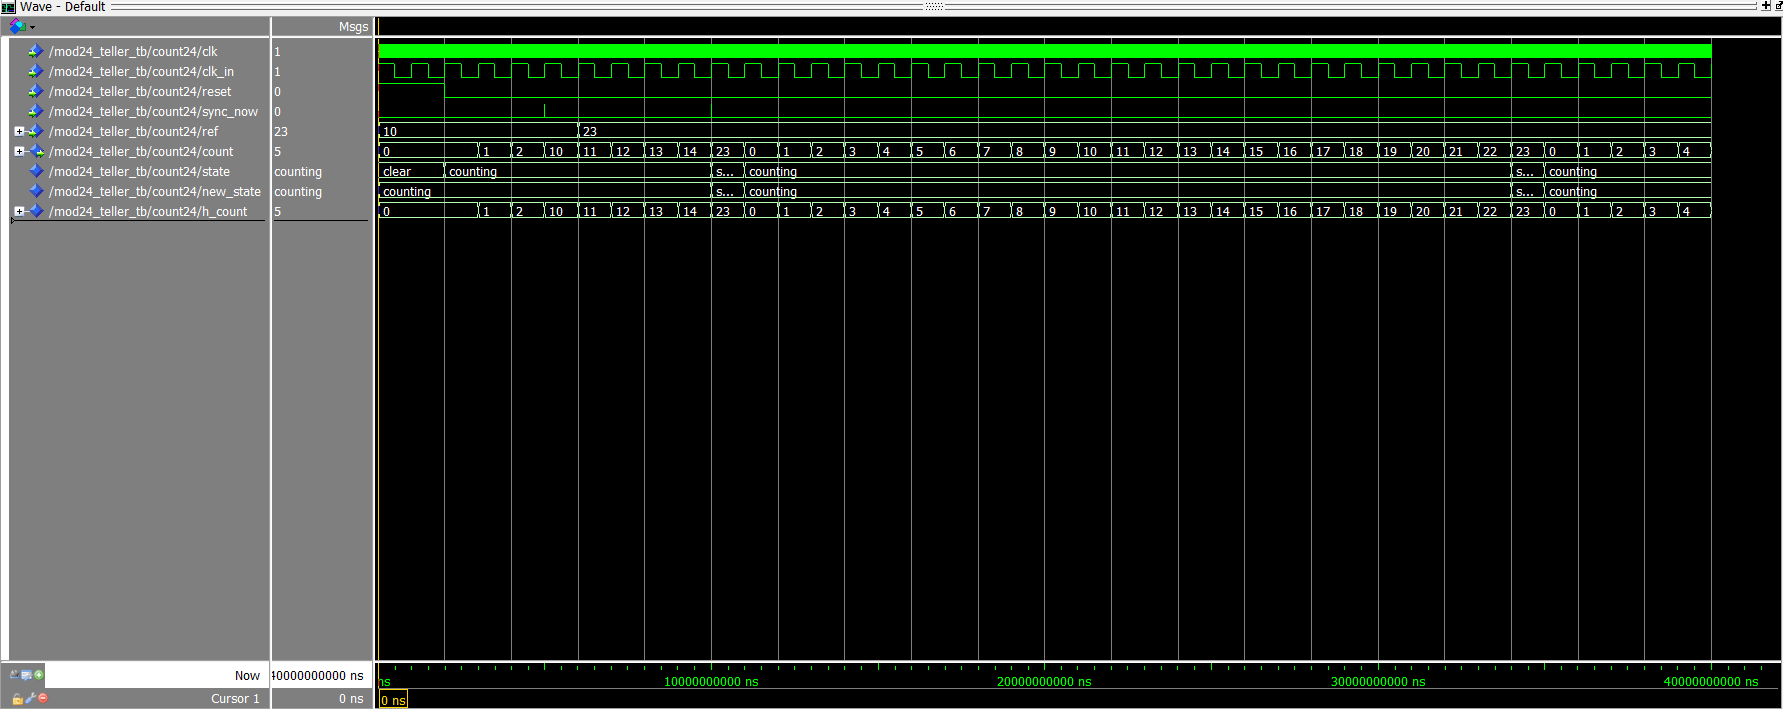 Wave - Default
Msgs
/mod24_teller_tb/count24/clk 1
/mod24_teller_tb/count24/clk_in 1
/mod24_teller_tb/count24/reset 0
/mod24_teller_tb/count24/sync_now 0
/mod24_teller_tb/count24/ref 23 10 23
/mod24_teller_tb/count24/count 5 0 1 2 10 11 12 13 14 23 0 1 2 3 4 5 6 7 8 9 10 11 12 13 14 15 16 17 18 19 20 21 22 23 0 1 2 3 4
/mod24_teller_tb/count24/state counting clear counting s... counting s... counting
/mod24_teller_tb/count24/new_state counting counting s... counting s... counting
/mod24_teller_tb/count24/h_count 5 0 1 2 10 11 12 13 14 23 0 1 2 3 4 5 6 7 8 9 10 11 12 13 14 15 16 17 18 19 20 21 22 23 0 1 2 3 4
Now 40000000000 ns ns 10000000000 ns 20000000000 ns 30000000000 ns 40000000000 ns
Cursor 1 0 ns 0 ns